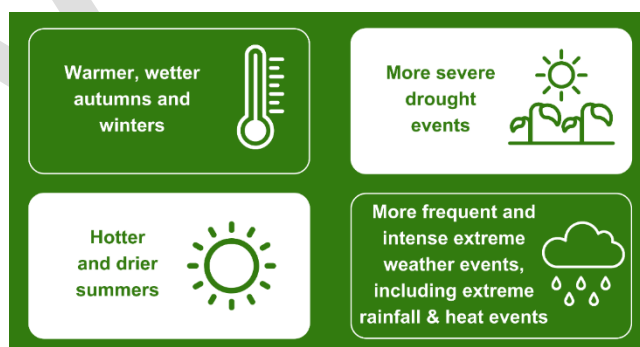 Warmer, wetter
autumns and
winters
More severe
drought
events
Hotter
and drier
summers
More frequent and
intense extreme
weather events,
including extreme
rainfall & heat events